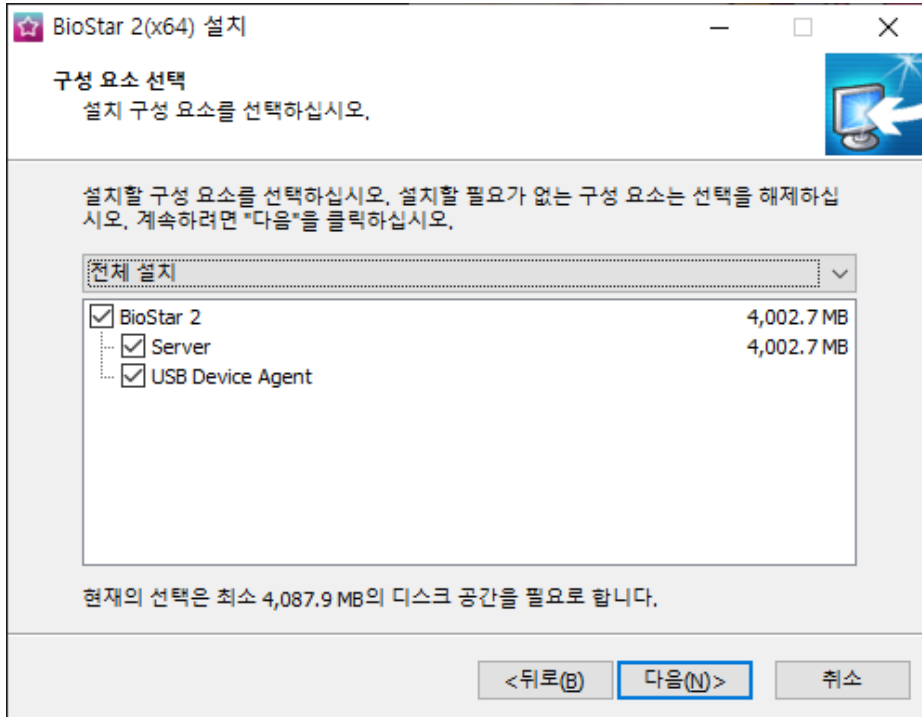 BioStar 2(x64) 설치
구성 요소 선택
설치 구성 요소를 선택하십시오.
설치할 구성 요소를 선택하십시오. 설치할 필요가 없는 구성 요소는 선택을 해제하십
시오. 계속하려면 "다음"을 클릭하십시오.
전체 설치
BioStar 2 4,002.7 MB
Server 4,002.7 MB
USB Device Agent
현재의 선택은 최소 4,087.9 MB의 디스크 공간을 필요로 합니다.
<뒤로(B) 다음(N)> 취소